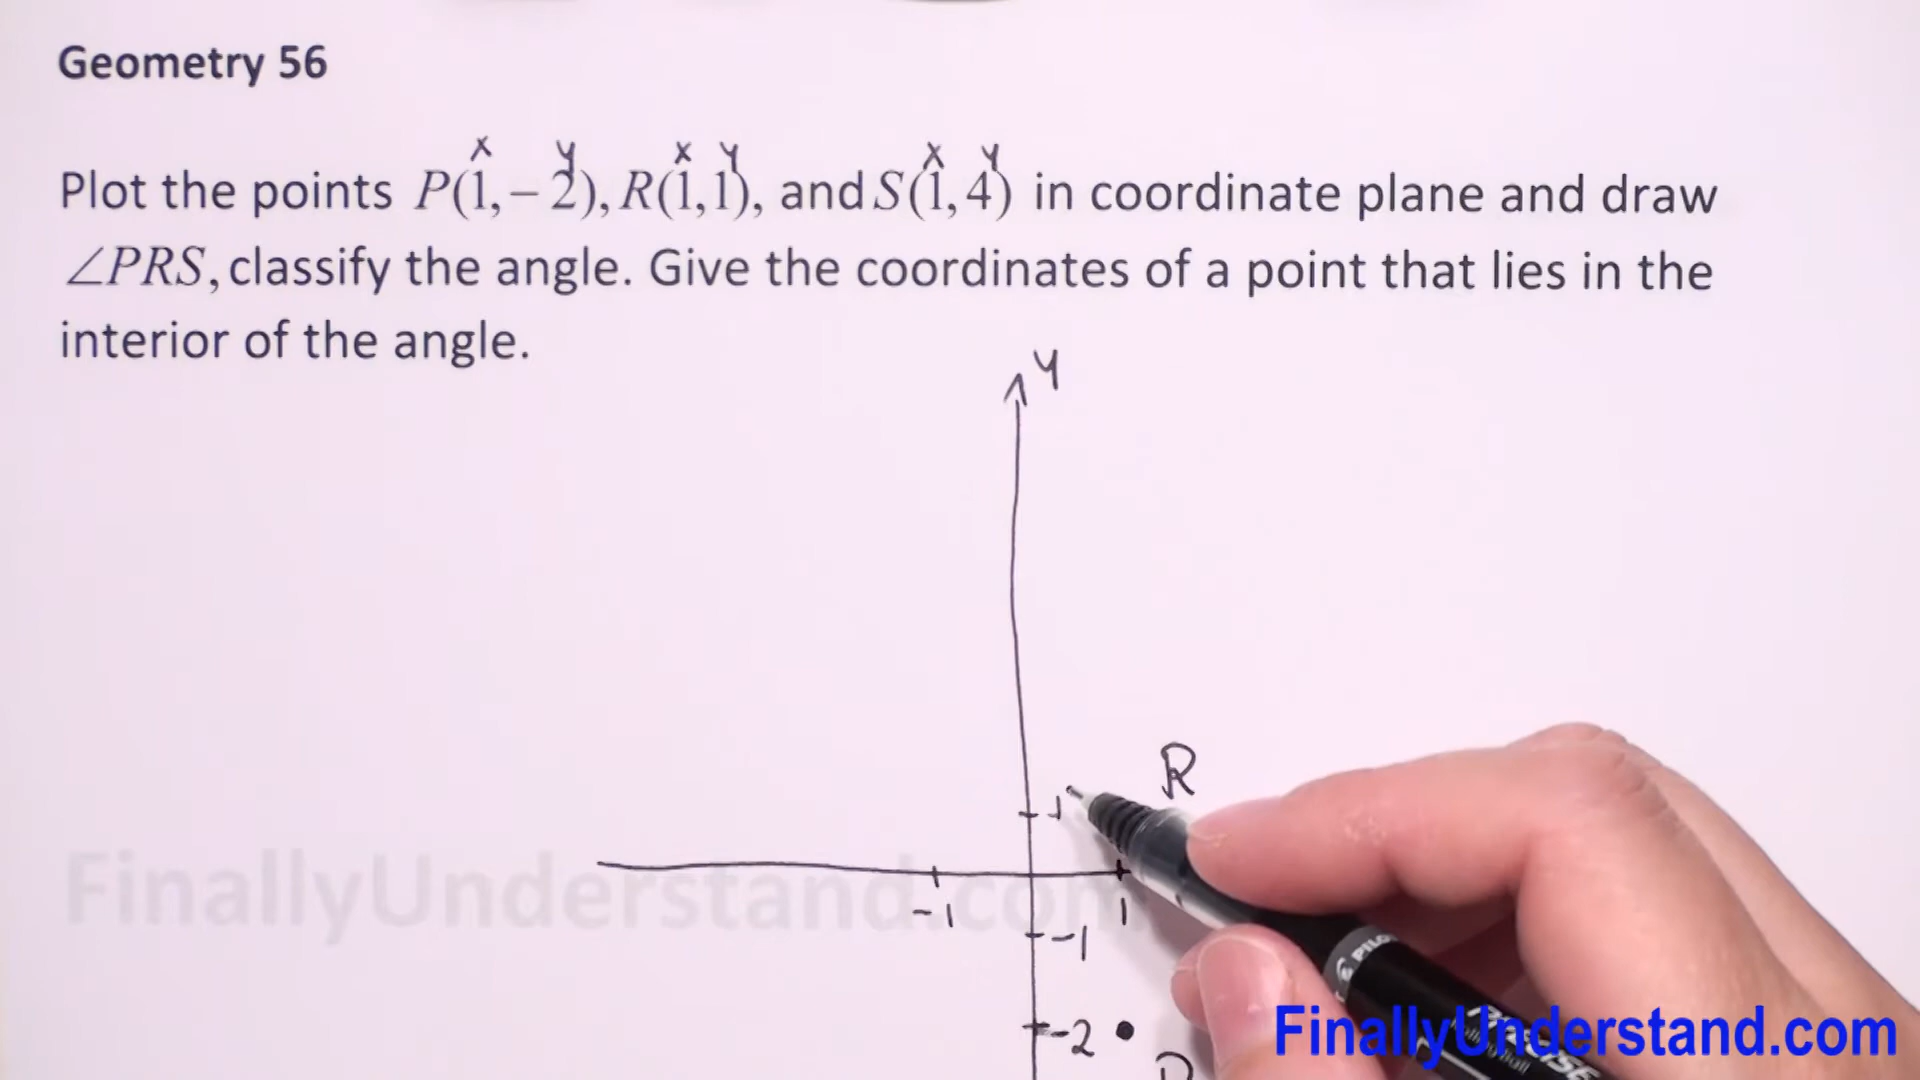 Geometry 56
x y x y x y
Plot the points P(1,-2), R(1,1), and S(1,4) in coordinate plane and draw
∠PRS, classify the angle. Give the coordinates of a point that lies in the
interior of the angle.
y
R
1
FinallyUnderstand.com
-1 1
-1
-2
P
FinallyUnderstand.com